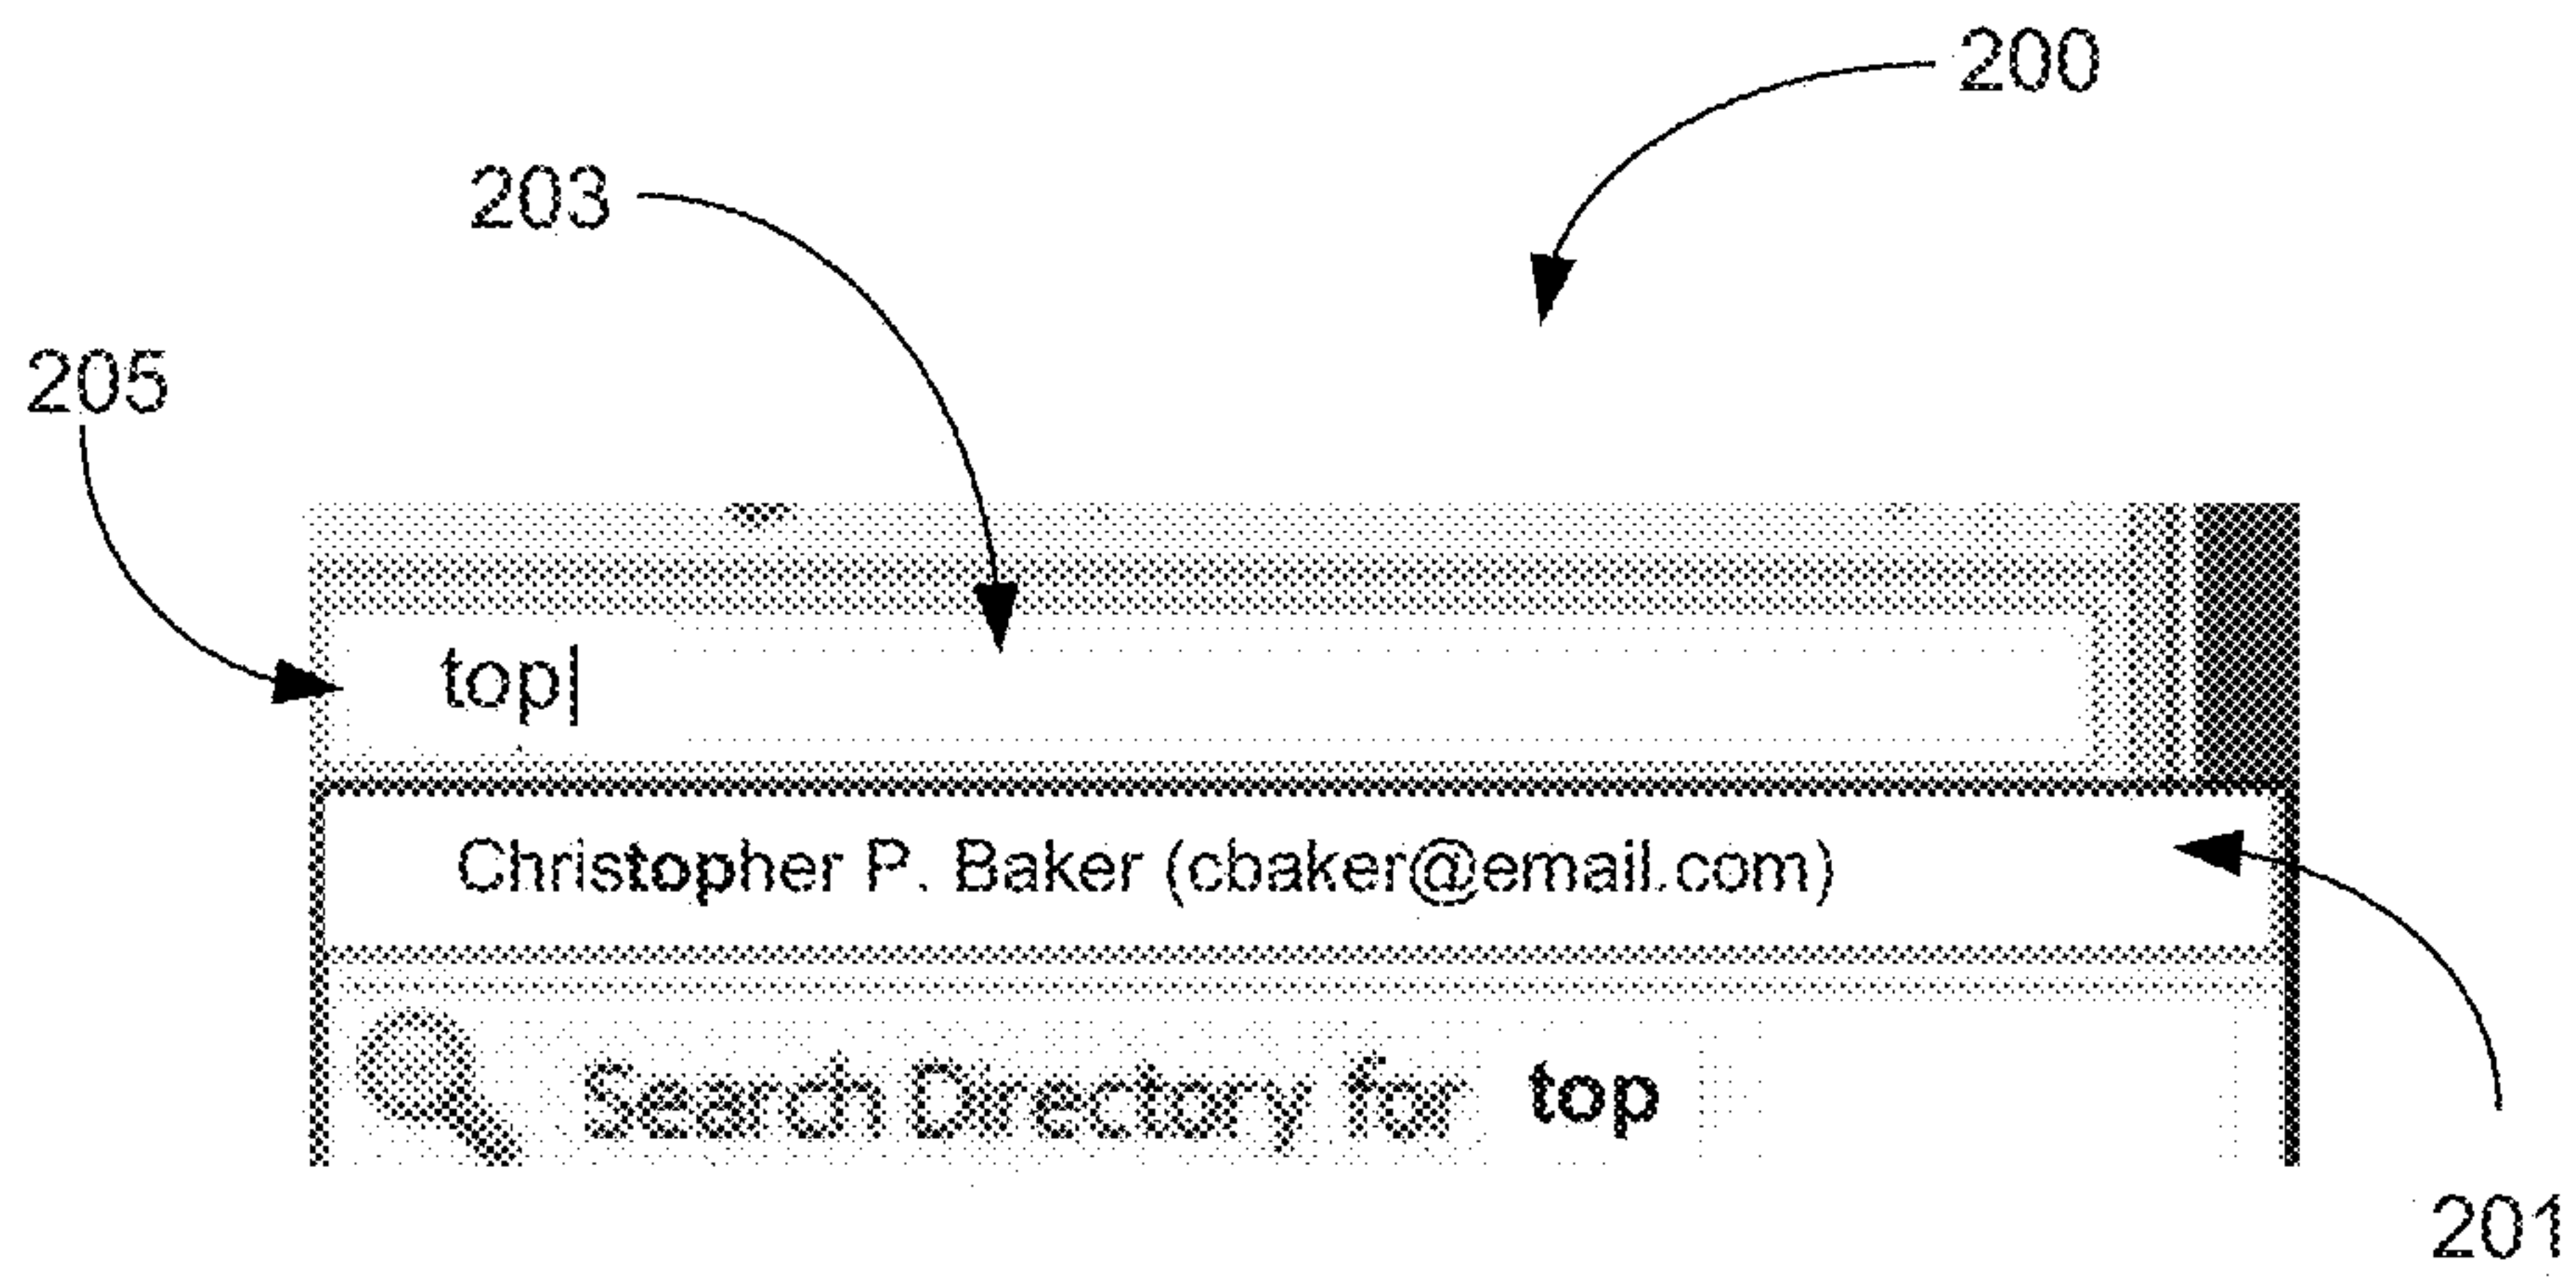 200
203
205
top
Christopher P. Baker (cbaker@email.com)
Search Directory for top
201